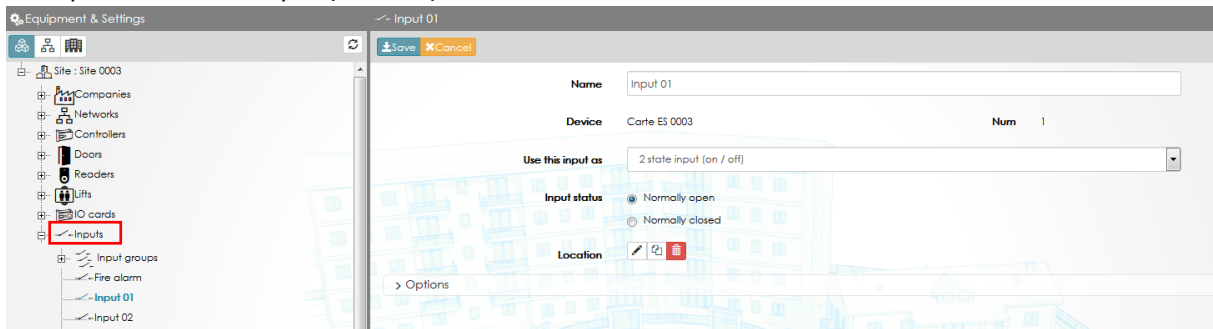 Equipment & Settings
Input 01
Save Cancel
Site : Site 0003
Companies
Networks
Controllers
Doors
Readers
Lifts
IO cards
Inputs
Input groups
Fire alarm
Input 01
Input 02
Name Input 01
Device Carte ES 0003 Num 1
Use this input as 2 state input (on / off)
Input status Normally open
Normally closed
Location
Options